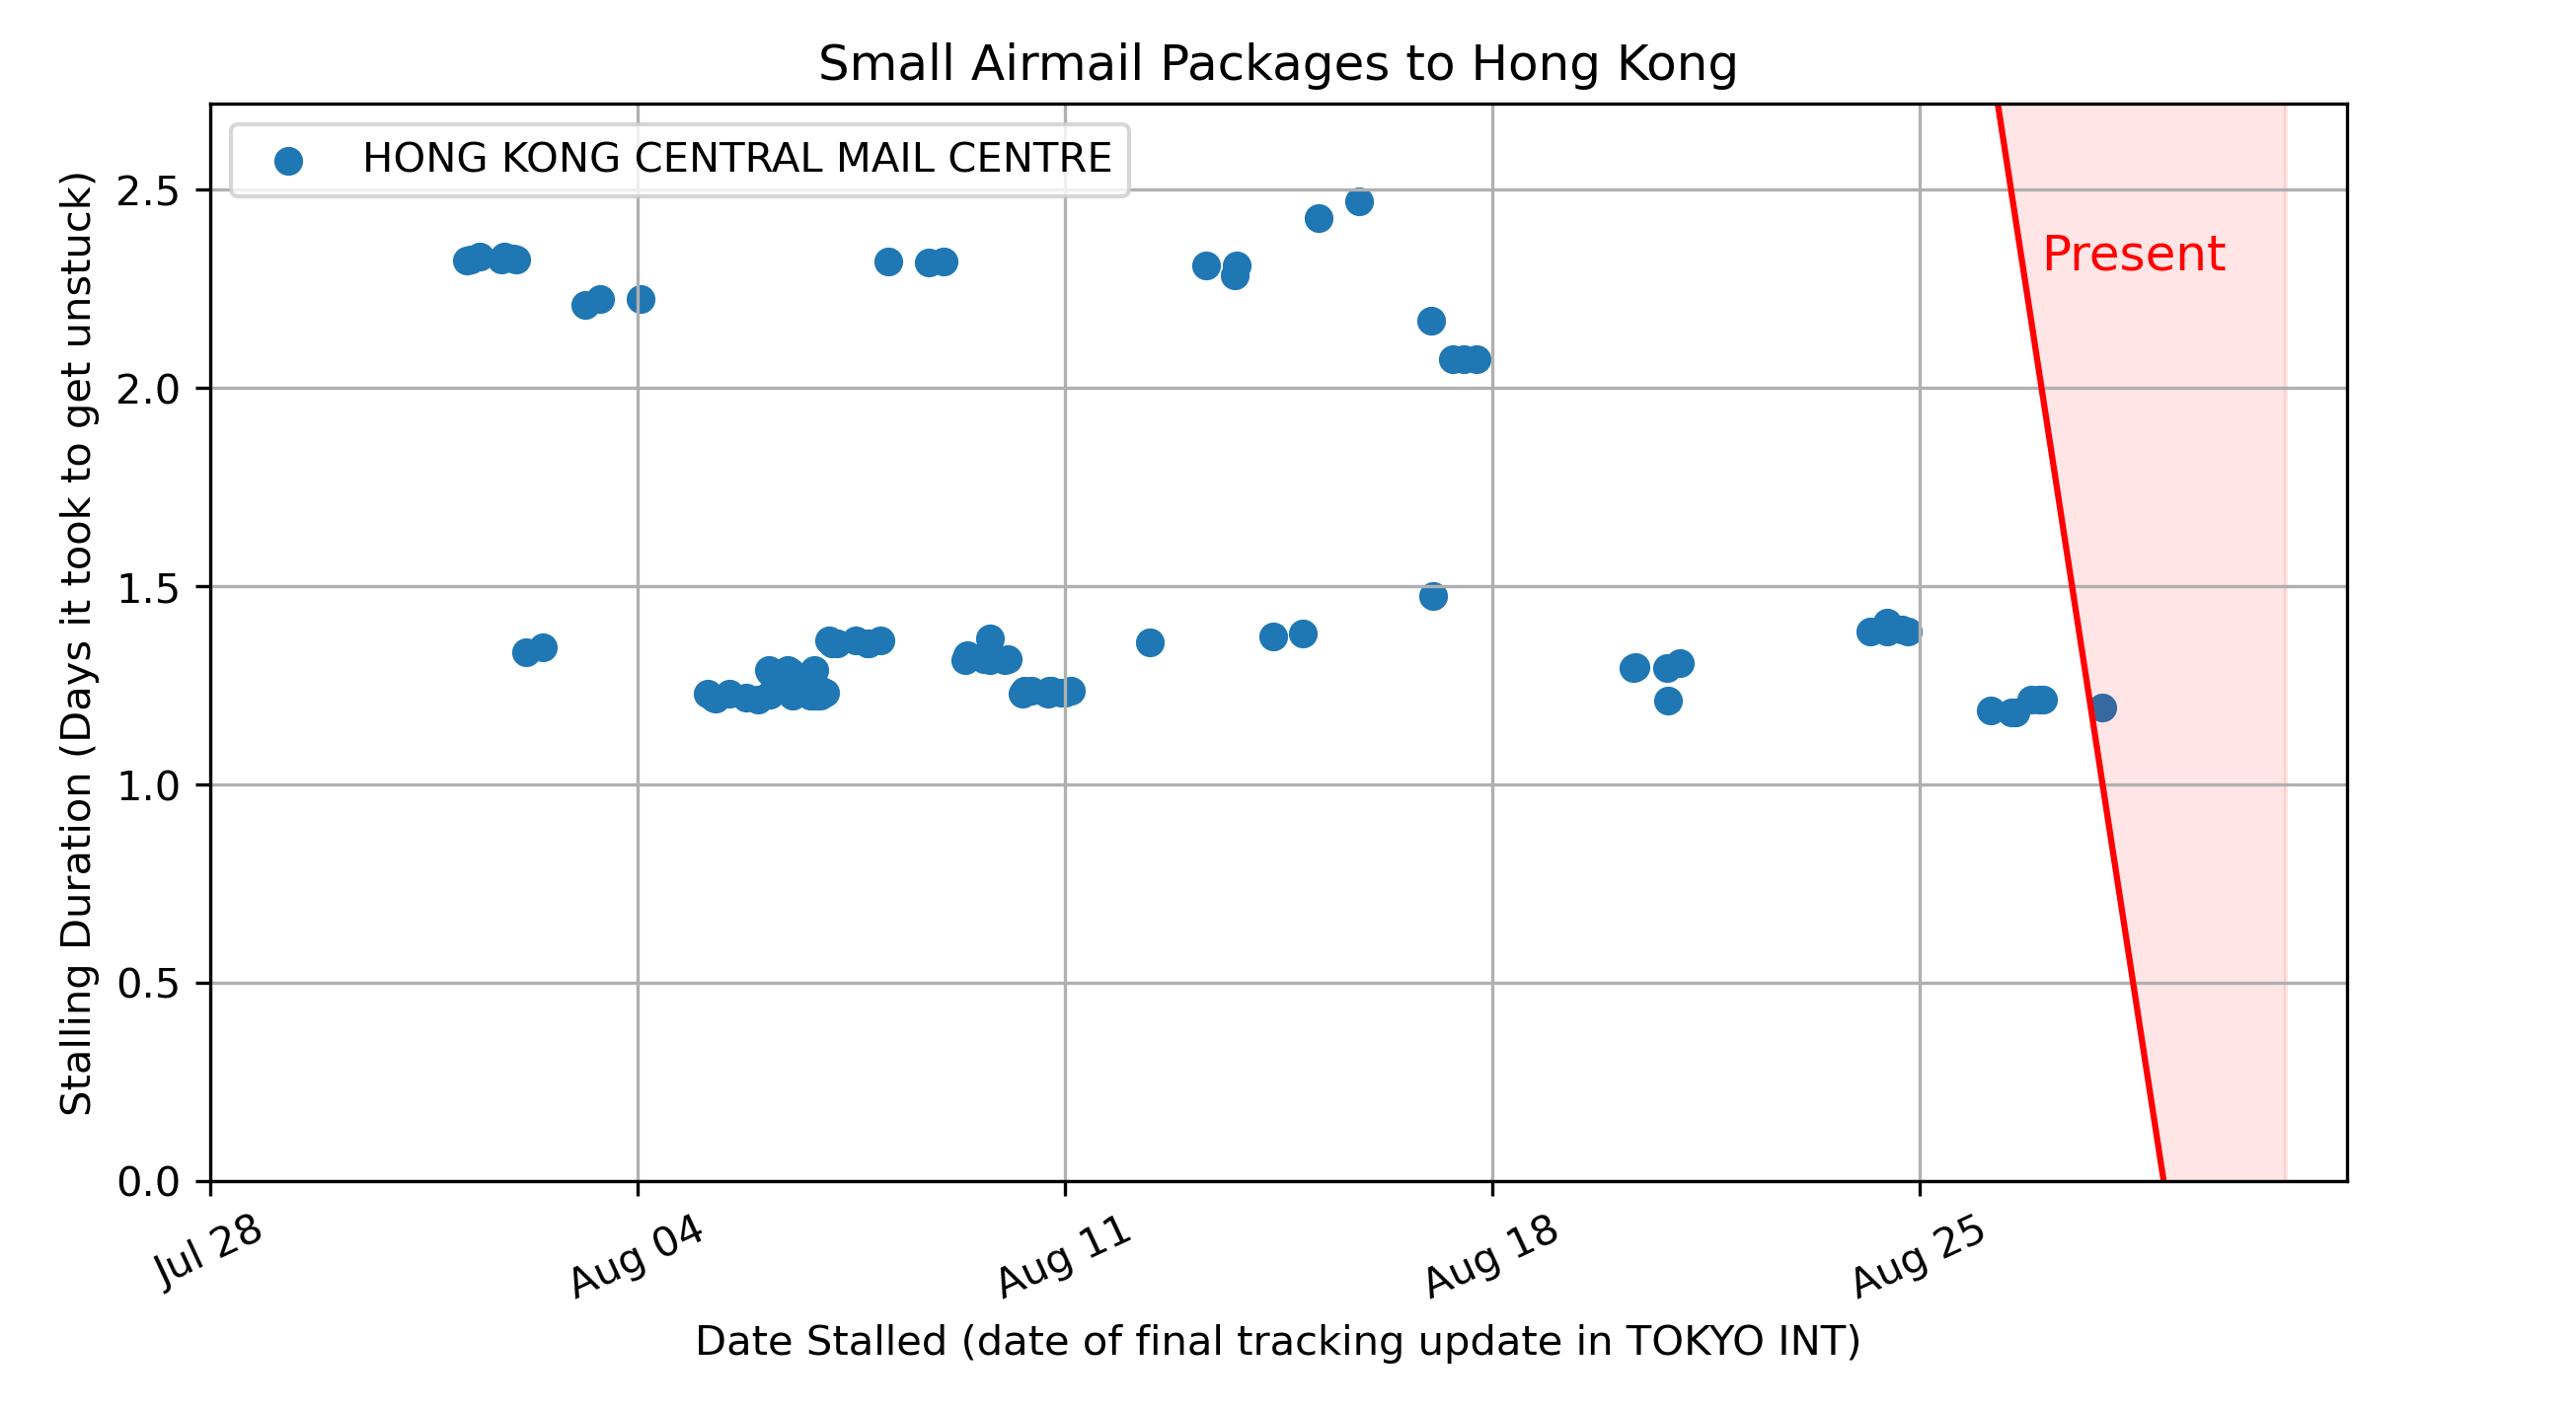 Small Airmail Packages to Hong Kong
HONG KONG CENTRAL MAIL CENTRE
Present
Stalling Duration (Days it took to get unstuck)
2.5
2.0
1.5
1.0
0.5
0.0
Jul 28
Aug 04
Aug 11
Aug 18
Aug 25
Date Stalled (date of final tracking update in TOKYO INT)